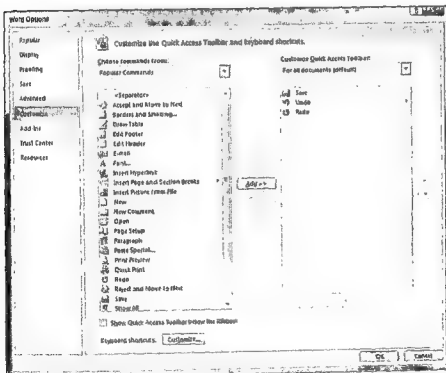 Word Options
Popular
Display
Proofing
Save
Advanced
Customize
Add-Ins
Trust Center
Resources
Customize the Quick Access Toolbar and keyboard shortcuts.
Choose commands from:
Popular Commands
<Separator>
Accept and Move to Next
Borders and Shading...
Draw Table
Edit Footer
Edit Header
E-mail
Font...
Insert Hyperlink
Insert Page and Section Breaks
Insert Picture from File
New
New Comment
Open
Page Setup
Paragraph
Paste Special...
Print Preview
Quick Print
Redo
Reject and Move to Next
Save
Show All
Add >>
Customize Quick Access Toolbar:
For all documents (default)
Save
Undo
Redo
Show Quick Access Toolbar below the Ribbon
Keyboard shortcuts: Customize...
OK Cancel